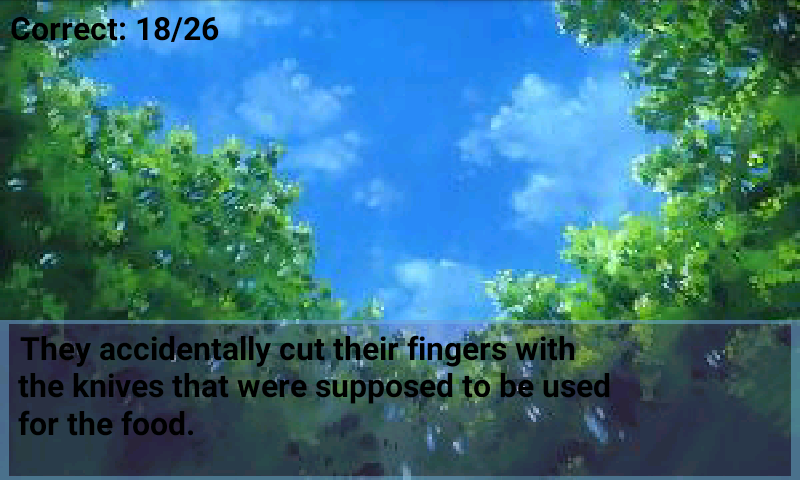 Correct: 18/26
They accidentally cut their fingers with
the knives that were supposed to be used
for the food.